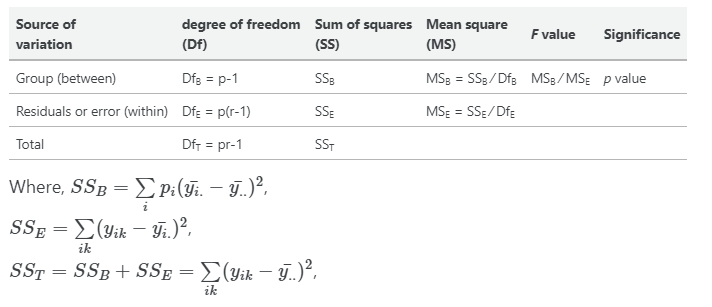 Source of variation degree of freedom (Df) Sum of squares (SS) Mean square (MS) F value Significance
Group (between) Df_B = p-1 SS_B MS_B = SS_B/Df_B MS_B/MS_E p value
Residuals or error (within) Df_E = p(r-1) SS_E MS_E = SS_E/Df_E
Total Df_T = pr-1 SS_T
Where, SS_B = ∑_i p_i(ȳ_i. − ȳ..)²,
SS_E = ∑_ik (y_ik − ȳ_i.)²,
SS_T = SS_B + SS_E = ∑_ik (y_ik − ȳ..)²,